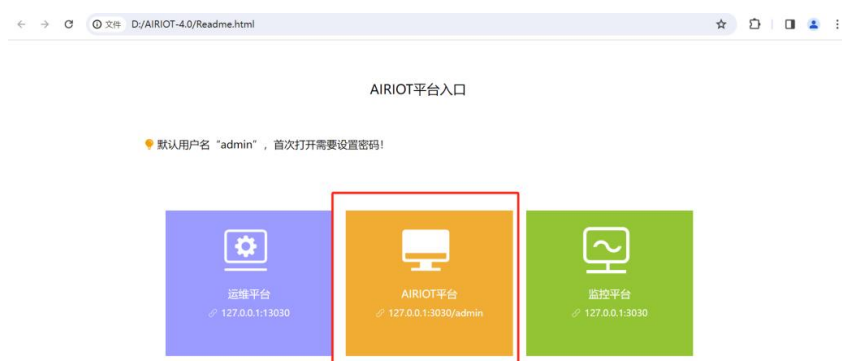 文件 D:/AIRIOT-4.0/Readme.html
AIRIOT平台入口
默认用户名“admin”，首次打开需要设置密码！
运维平台
127.0.0.1:13030
AIRIOT平台
127.0.0.1:3030/admin
监控平台
127.0.0.1:3030